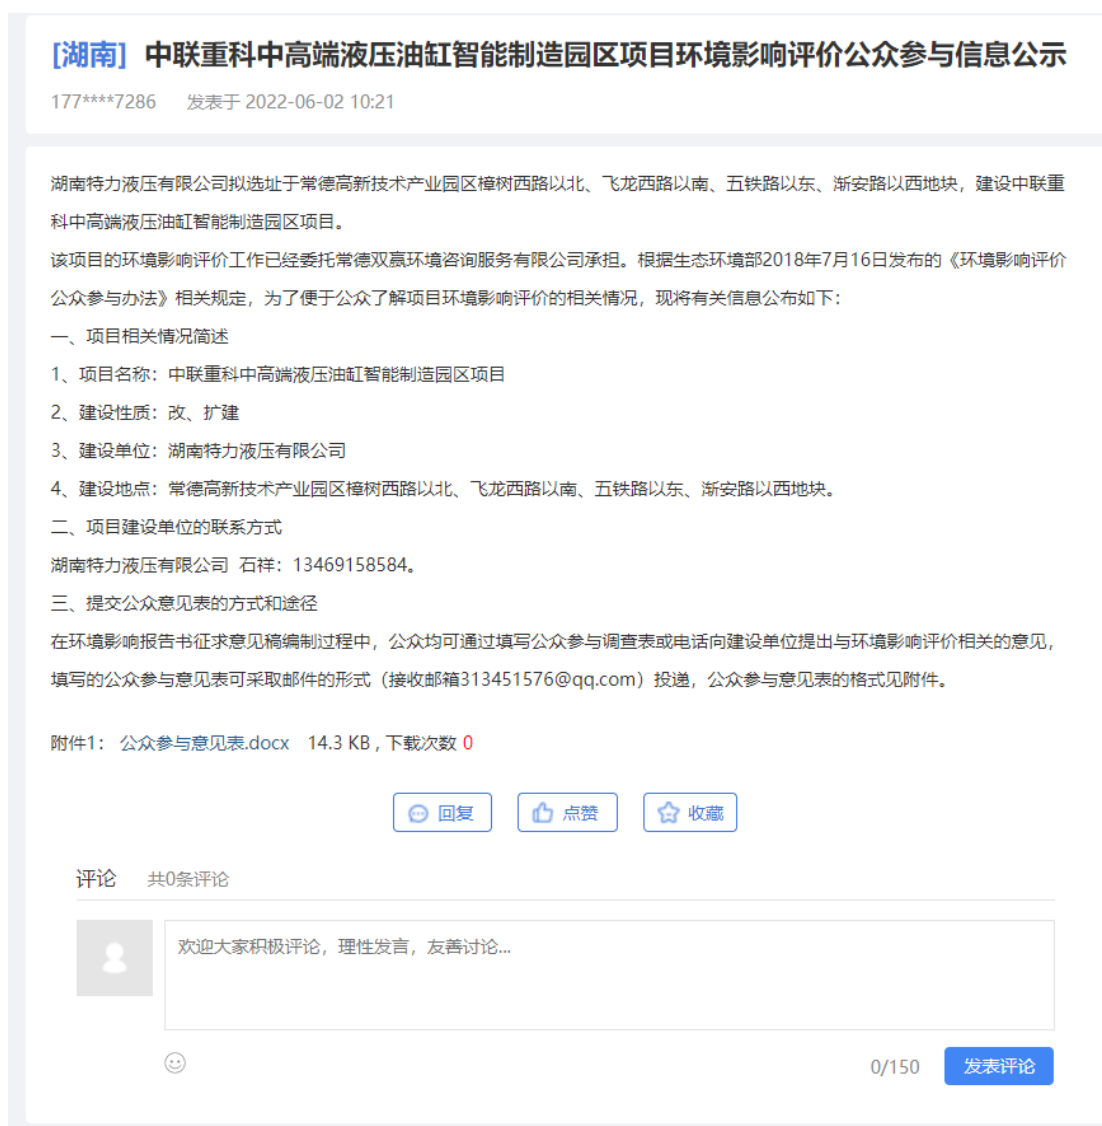 [湖南] 中联重科中高端液压油缸智能制造园区项目环境影响评价公众参与信息公示
177****7286 发表于 2022-06-02 10:21
湖南特力液压有限公司拟选址于常德高新技术产业园区樟树西路以北、飞龙西路以南、五铁路以东、渐安路以西地块，建设中联重
科中高端液压油缸智能制造园区项目。
该项目的环境影响评价工作已经委托常德双赢环境咨询服务有限公司承担。根据生态环境部2018年7月16日发布的《环境影响评价
公众参与办法》相关规定，为了便于公众了解项目环境影响评价的相关情况，现将有关信息公布如下：
一、项目相关情况简述
1、项目名称：中联重科中高端液压油缸智能制造园区项目
2、建设性质：改、扩建
3、建设单位：湖南特力液压有限公司
4、建设地点：常德高新技术产业园区樟树西路以北、飞龙西路以南、五铁路以东、渐安路以西地块。
二、项目建设单位的联系方式
湖南特力液压有限公司 石祥：13469158584。
三、提交公众意见表的方式和途径
在环境影响报告书征求意见稿编制过程中，公众均可通过填写公众参与调查表或电话向建设单位提出与环境影响评价相关的意见，
填写的公众参与意见表可采取邮件的形式（接收邮箱313451576@qq.com）投递，公众参与意见表的格式见附件。
附件1： 公众参与意见表.docx 14.3 KB , 下载次数 0
回复 点赞 收藏
评论 共0条评论
欢迎大家积极评论，理性发言，友善讨论...
0/150 发表评论